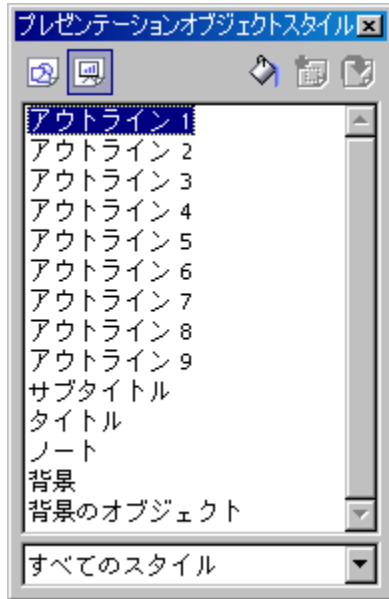 プレゼンテーションオブジェクトスタイル
アウトライン 1
アウトライン 2
アウトライン 3
アウトライン 4
アウトライン 5
アウトライン 6
アウトライン 7
アウトライン 8
アウトライン 9
サブタイトル
タイトル
ノート
背景
背景のオブジェクト
すべてのスタイル